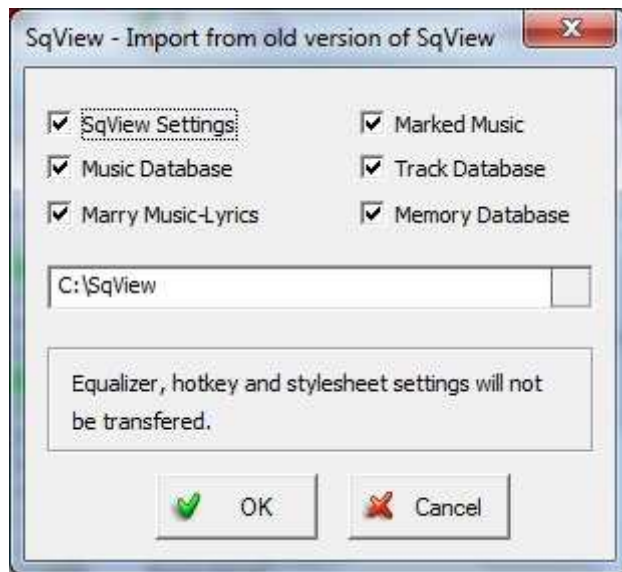 SqView - Import from old version of SqView
SqView Settings
Marked Music
Music Database
Track Database
Marry Music-Lyrics
Memory Database
C:\SqView
Equalizer, hotkey and stylesheet settings will not
be transfered.
OK
Cancel